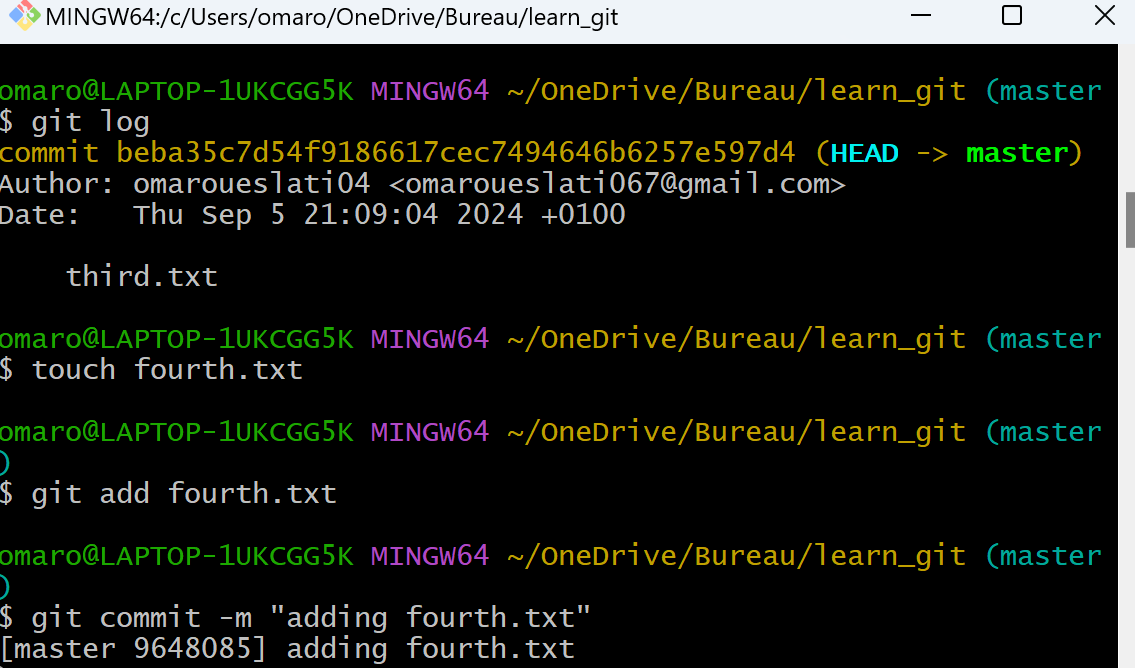 MINGW64:/c/Users/omaro/OneDrive/Bureau/learn_git
omaro@LAPTOP-1UKCGG5K MINGW64 ~/OneDrive/Bureau/learn_git (master
$ git log
commit beba35c7d54f9186617cec7494646b6257e597d4 (HEAD -> master)
Author: omaroueslati04 <omaroueslati067@gmail.com>
Date:   Thu Sep 5 21:09:04 2024 +0100
    third.txt
omaro@LAPTOP-1UKCGG5K MINGW64 ~/OneDrive/Bureau/learn_git (master
$ touch fourth.txt
omaro@LAPTOP-1UKCGG5K MINGW64 ~/OneDrive/Bureau/learn_git (master
)
$ git add fourth.txt
omaro@LAPTOP-1UKCGG5K MINGW64 ~/OneDrive/Bureau/learn_git (master
)
$ git commit -m "adding fourth.txt"
[master 9648085] adding fourth.txt